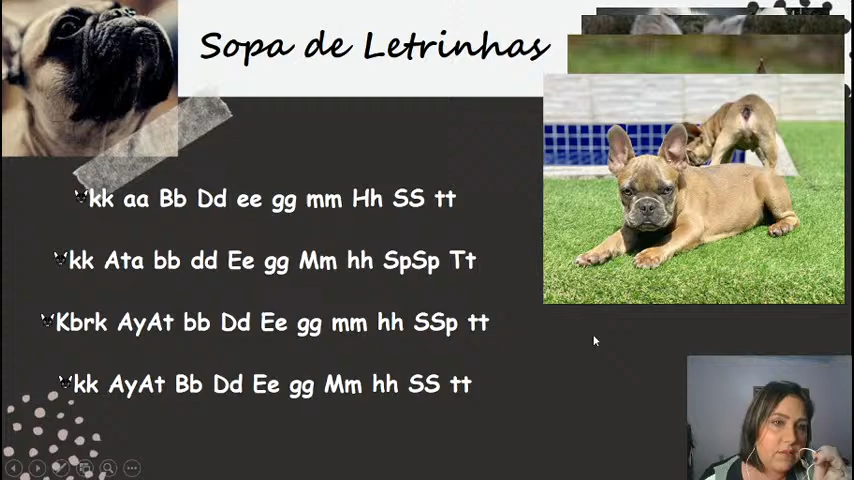 Sopa de Letrinhas
kk aa Bb Dd ee gg mm Hh SS tt
kk Ata bb dd Ee gg Mm hh SpSp Tt
Kbrk AyAt bb Dd Ee gg mm hh SSp tt
kk AyAt Bb Dd Ee gg Mm hh SS tt